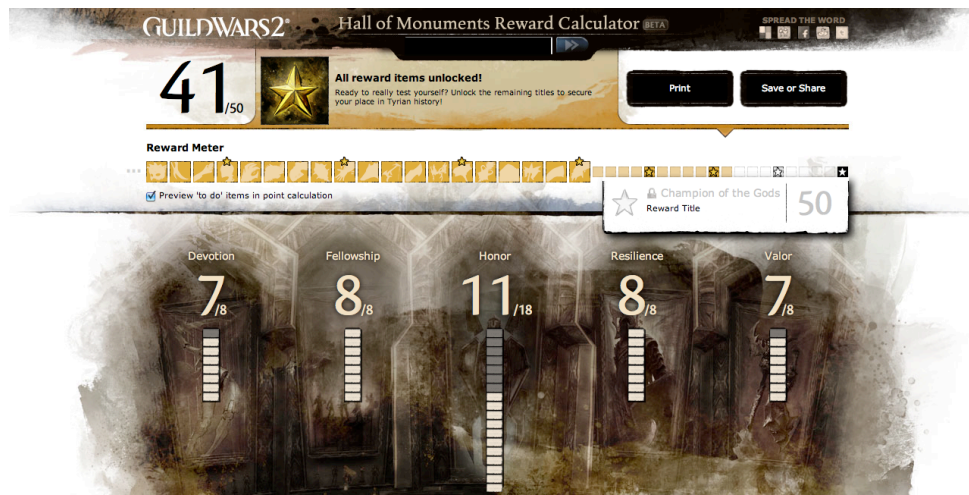 GUILD WARS 2®
Hall of Monuments Reward Calculator BETA
SPREAD THE WORD
41/50
All reward items unlocked!
Ready to really test yourself? Unlock the remaining titles to secure
your place in Tyrian history!
Print
Save or Share
Reward Meter
Preview 'to do' items in point calculation
Champion of the Gods
Reward Title
50
Devotion
7/8
Fellowship
8/8
Honor
11/18
Resilience
8/8
Valor
7/8